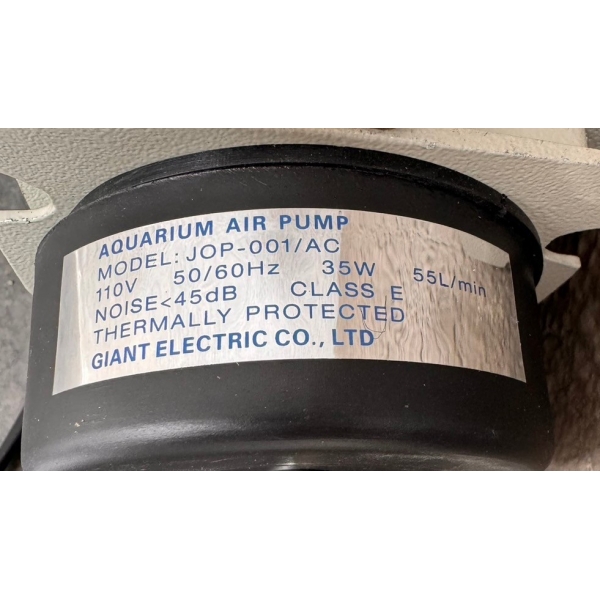 AQUARIUM AIR PUMP
MODEL: JOP-001/AC
110V 50/60Hz 35W 55L/min
NOISE<45dB CLASS E
THERMALLY PROTECTED
GIANT ELECTRIC CO., LTD